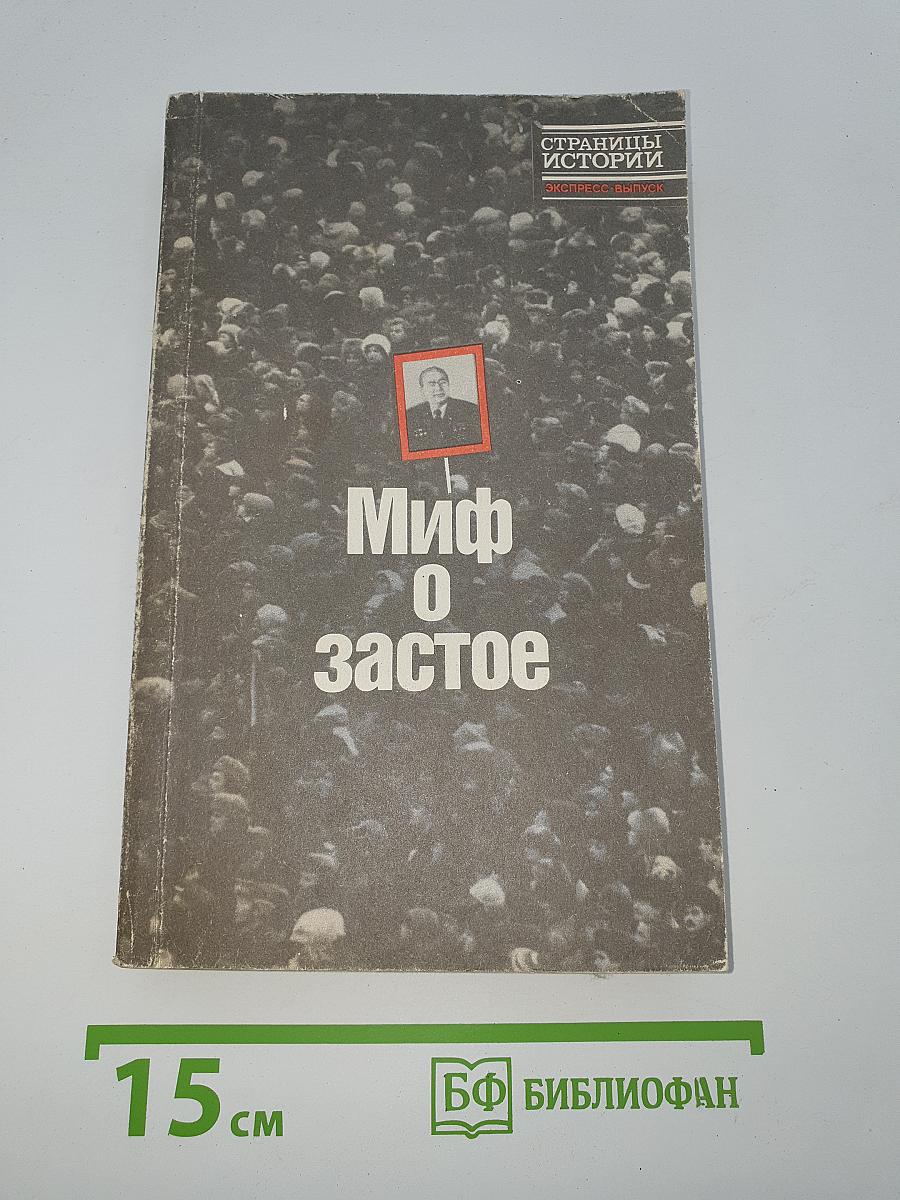 СТРАНИЦЫ
ИСТОРИИ
ЭКСПРЕСС-ВЫПУСК
Миф
о
застое
15 см
БФ БИБЛИОФАН